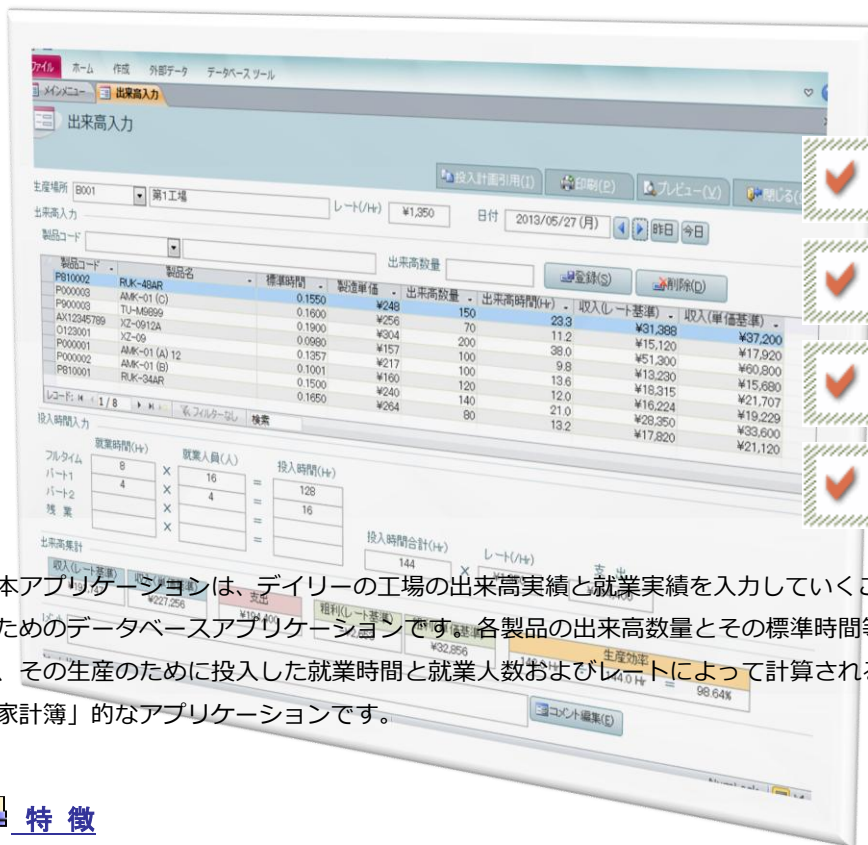 ファイル ホーム 作成 外部データ データベース ツール
メインメニュー 出来高入力
出来高入力
投入計画引用(I) 印刷(P) プレビュー(V) 閉じる(
生産場所 B001 第1工場 レート(/Hr) ¥1,350 日付 2013/05/27(月) 昨日 今日
出来高入力
製品コード 出来高数量 登録(S) 削除(D)
製品コード 製品名 標準時間 製造単価 出来高数量 出来高時間(Hr) 収入(レート基準) 収入(単価基準)
P810002 RUK-48AR 0.1550 ¥248 150 23.3 ¥31,388 ¥37,200
P000003 AMK-01 (C) 0.1600 ¥256 70 11.2 ¥15,120 ¥17,920
P900003 TU-M9899 0.1900 ¥304 200 38.0 ¥51,300 ¥60,800
AX12345789 XZ-0912A 0.0980 ¥157 100 9.8 ¥13,230 ¥15,680
O123001 XZ-09 0.1357 ¥217 100 13.6 ¥18,315 ¥21,707
P000001 AMK-01 (A) 12 0.1001 ¥160 120 12.0 ¥16,224 ¥19,229
P000002 AMK-01 (B) 0.1500 ¥240 140 21.0 ¥28,350 ¥33,600
P810001 RUK-34AR 0.1650 ¥264 80 13.2 ¥17,820 ¥21,120
レコード: 1/8 フィルターなし 検索
投入時間入力
就業時間(Hr) 就業人員(人) 投入時間(Hr)
フルタイム 8 × 16 = 128
パート1 4 × 4 = 16
パート2 × =
残業 × =
投入時間合計(Hr) レート(/Hr) 支出
144 ×
出来高集計
収入(レート基準) 支出 粗利(レート基準)
¥227,256 ¥194,400 ¥32,856 生産効率
144.0 Hr = 98.64%
コメント編集(E)
本アプリケーションは、デイリーの工場の出来高実績と就業実績を入力していくこ
ためのデータベースアプリケーションです。各製品の出来高数量とその標準時間等
、その生産のために投入した就業時間と就業人数およびレートによって計算される
家計簿」的なアプリケーションです。
特 徴